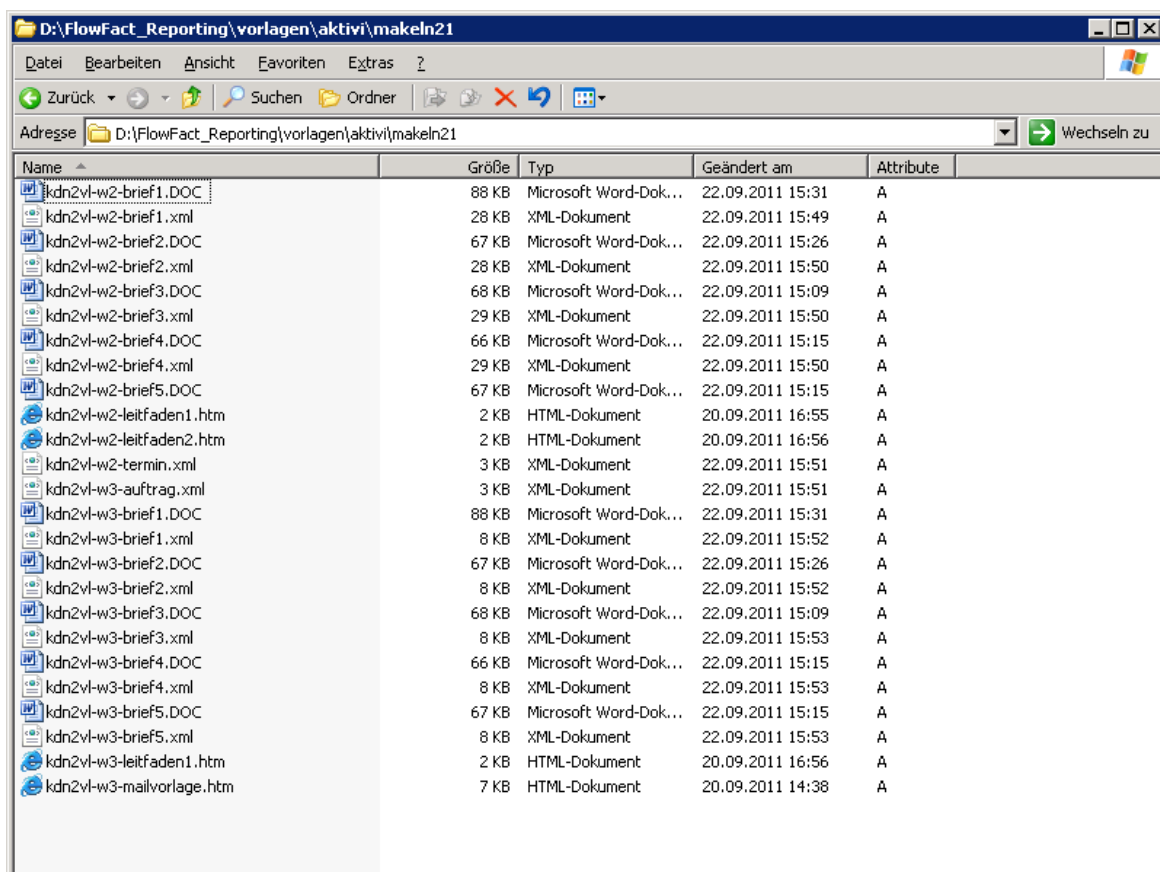 D:\FlowFact_Reporting\vorlagen\aktivi\makeln21
Datei Bearbeiten Ansicht Favoriten Extras ?
Zurück Suchen Ordner
Adresse D:\FlowFact_Reporting\vorlagen\aktivi\makeln21 Wechseln zu
Name Größe Typ Geändert am Attribute
kdn2vl-w2-brief1.DOC 88 KB Microsoft Word-Dok... 22.09.2011 15:31 A
kdn2vl-w2-brief1.xml 28 KB XML-Dokument 22.09.2011 15:49 A
kdn2vl-w2-brief2.DOC 67 KB Microsoft Word-Dok... 22.09.2011 15:26 A
kdn2vl-w2-brief2.xml 28 KB XML-Dokument 22.09.2011 15:50 A
kdn2vl-w2-brief3.DOC 68 KB Microsoft Word-Dok... 22.09.2011 15:09 A
kdn2vl-w2-brief3.xml 29 KB XML-Dokument 22.09.2011 15:50 A
kdn2vl-w2-brief4.DOC 66 KB Microsoft Word-Dok... 22.09.2011 15:15 A
kdn2vl-w2-brief4.xml 29 KB XML-Dokument 22.09.2011 15:50 A
kdn2vl-w2-brief5.DOC 67 KB Microsoft Word-Dok... 22.09.2011 15:15 A
kdn2vl-w2-leitfaden1.htm 2 KB HTML-Dokument 20.09.2011 16:55 A
kdn2vl-w2-leitfaden2.htm 2 KB HTML-Dokument 20.09.2011 16:56 A
kdn2vl-w2-termin.xml 3 KB XML-Dokument 22.09.2011 15:51 A
kdn2vl-w3-auftrag.xml 3 KB XML-Dokument 22.09.2011 15:51 A
kdn2vl-w3-brief1.DOC 88 KB Microsoft Word-Dok... 22.09.2011 15:31 A
kdn2vl-w3-brief1.xml 8 KB XML-Dokument 22.09.2011 15:52 A
kdn2vl-w3-brief2.DOC 67 KB Microsoft Word-Dok... 22.09.2011 15:26 A
kdn2vl-w3-brief2.xml 8 KB XML-Dokument 22.09.2011 15:52 A
kdn2vl-w3-brief3.DOC 68 KB Microsoft Word-Dok... 22.09.2011 15:09 A
kdn2vl-w3-brief3.xml 8 KB XML-Dokument 22.09.2011 15:53 A
kdn2vl-w3-brief4.DOC 66 KB Microsoft Word-Dok... 22.09.2011 15:15 A
kdn2vl-w3-brief4.xml 8 KB XML-Dokument 22.09.2011 15:53 A
kdn2vl-w3-brief5.DOC 67 KB Microsoft Word-Dok... 22.09.2011 15:15 A
kdn2vl-w3-brief5.xml 8 KB XML-Dokument 22.09.2011 15:53 A
kdn2vl-w3-leitfaden1.htm 2 KB HTML-Dokument 20.09.2011 16:56 A
kdn2vl-w3-mailvorlage.htm 7 KB HTML-Dokument 20.09.2011 14:38 A